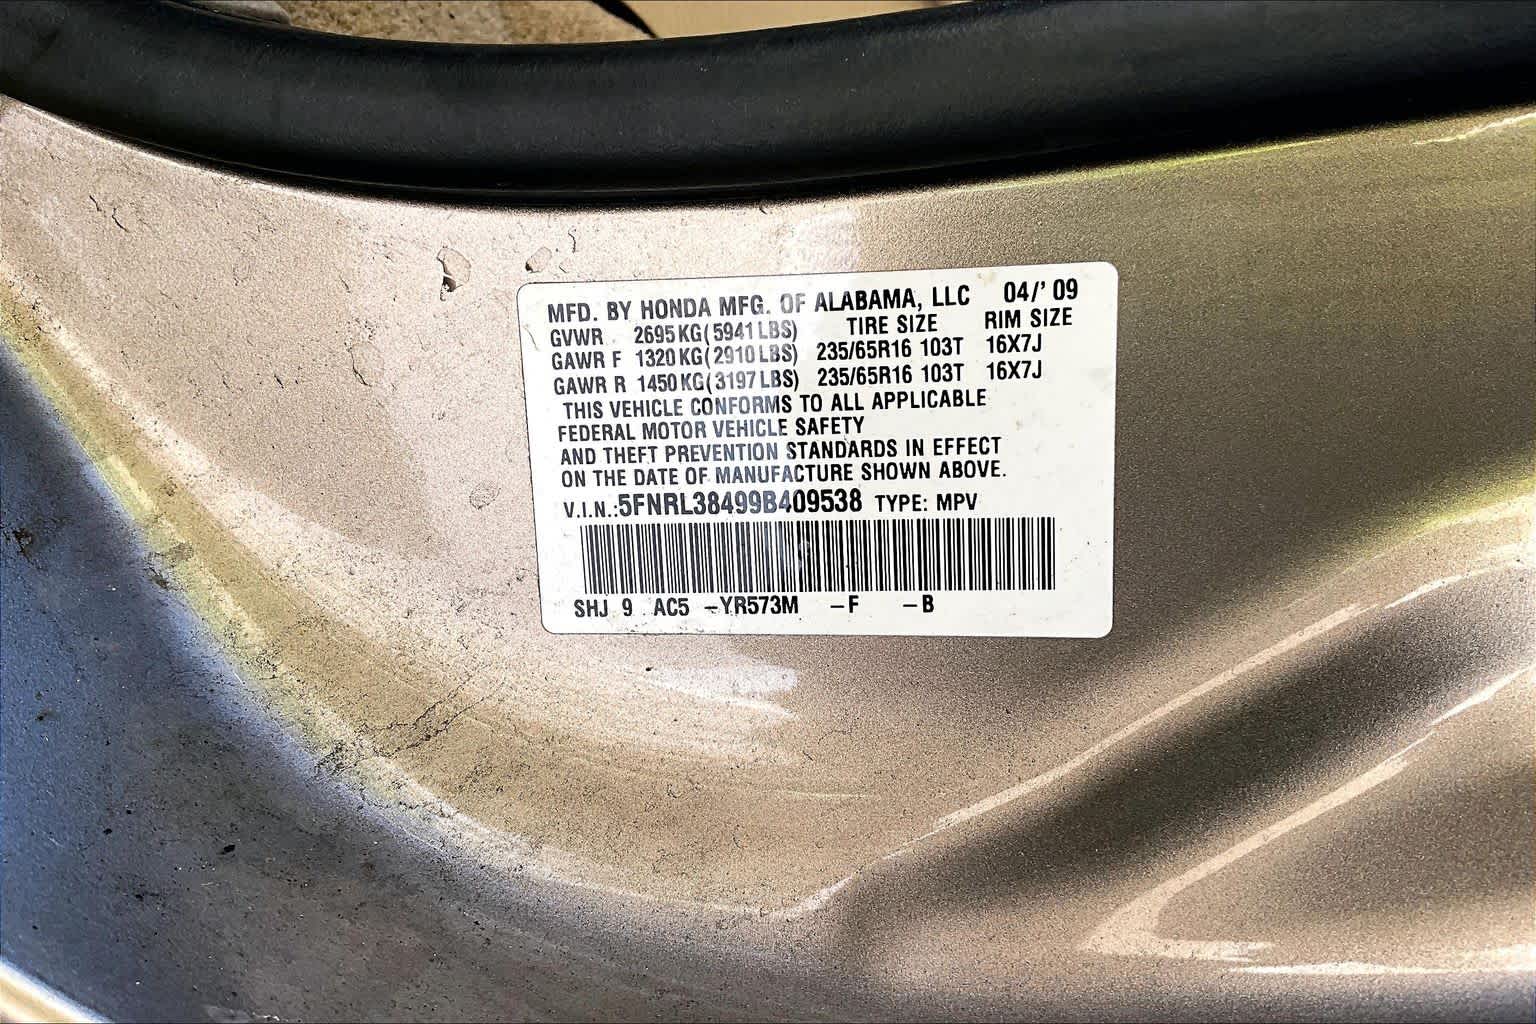 MFD. BY HONDA MFG. OF ALABAMA, LLC 04/'09
GVWR 2695KG(5941LBS) TIRE SIZE RIM SIZE
GAWR F 1320KG(2910LBS) 235/65R16 103T 16X7J
GAWR R 1450KG(3197LBS) 235/65R16 103T 16X7J
THIS VEHICLE CONFORMS TO ALL APPLICABLE
FEDERAL MOTOR VEHICLE SAFETY
AND THEFT PREVENTION STANDARDS IN EFFECT
ON THE DATE OF MANUFACTURE SHOWN ABOVE.
V.I.N.:5FNRL38499B409538 TYPE: MPV
SHJ 9 AC5 -YR573M -F -B